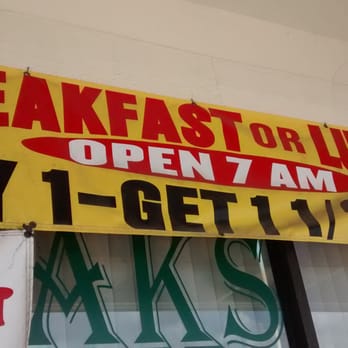 EAKFAST OR LU
OPEN 7 AM
Y 1-GET 1 1/
AKS
T